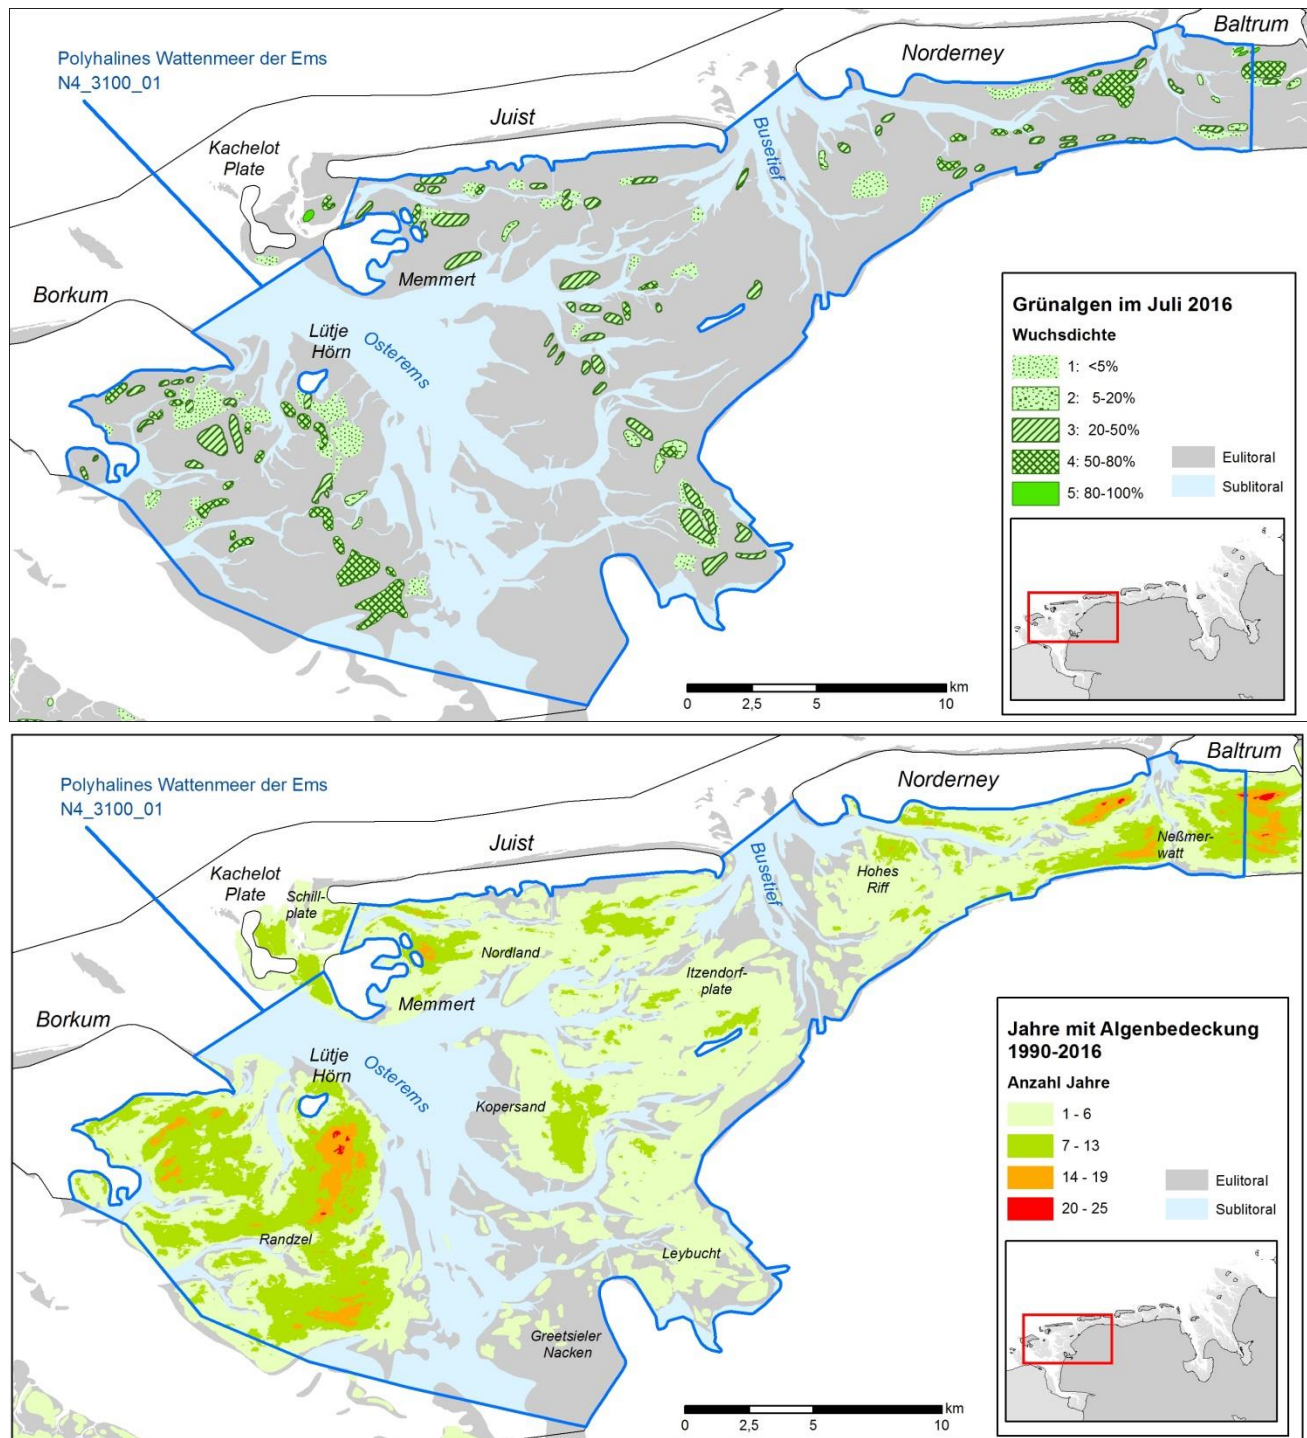 Baltrum
Polyhalines Wattenmeer der Ems
N4_3100_01
Norderney
Juist
Busetief
Kachelot
Plate
Memmert
Borkum
Lütje
Hörn
Osterems
Grünalgen im Juli 2016
Wuchsdichte
1: <5%
2: 5-20%
3: 20-50%
4: 50-80%
5: 80-100%
Eulitoral
Sublitoral
km
0 2,5 5 10
Baltrum
Polyhalines Wattenmeer der Ems
N4_3100_01
Norderney
Juist
Busetief
Neßmer-
watt
Kachelot
Plate
Schill-
plate
Hohes
Riff
Nordland
Itzendorf-
plate
Memmert
Borkum
Lütje
Hörn
Osterems
Kopersand
Randzel
Leybucht
Greetsieler
Nacken
Jahre mit Algenbedeckung
1990-2016
Anzahl Jahre
1 - 6
7 - 13
14 - 19
20 - 25
Eulitoral
Sublitoral
km
0 2,5 5 10